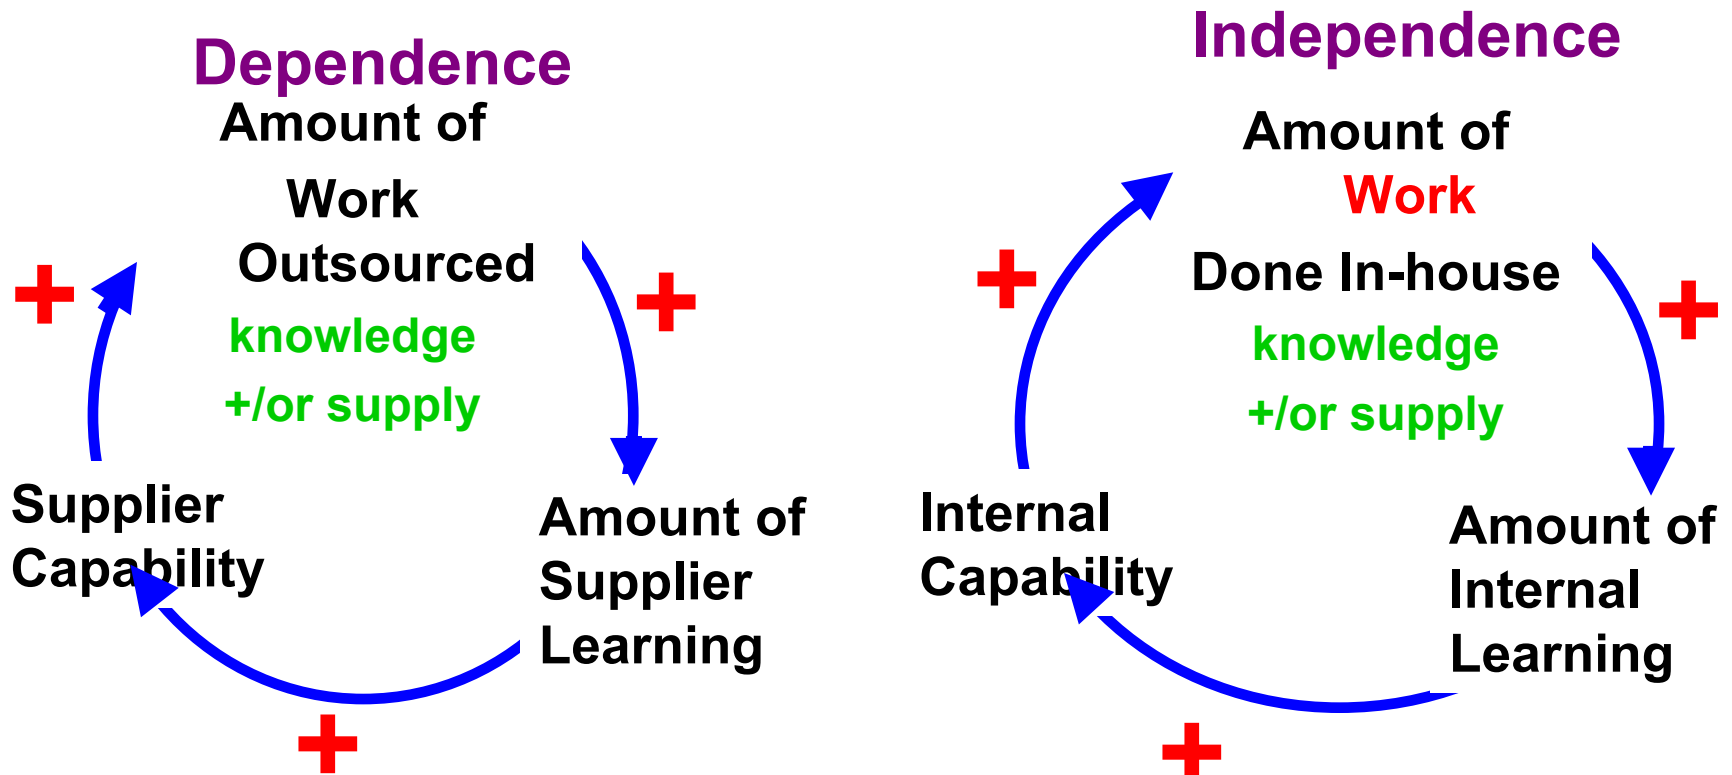 Dependence
Amount of
Work
Outsourced
knowledge
+/or supply
+
+
Supplier
Capability
Amount of
Supplier
Learning
+
Independence
Amount of
Work
Done In-house
knowledge
+/or supply
+
+
Internal
Capability
Amount of
Internal
Learning
+